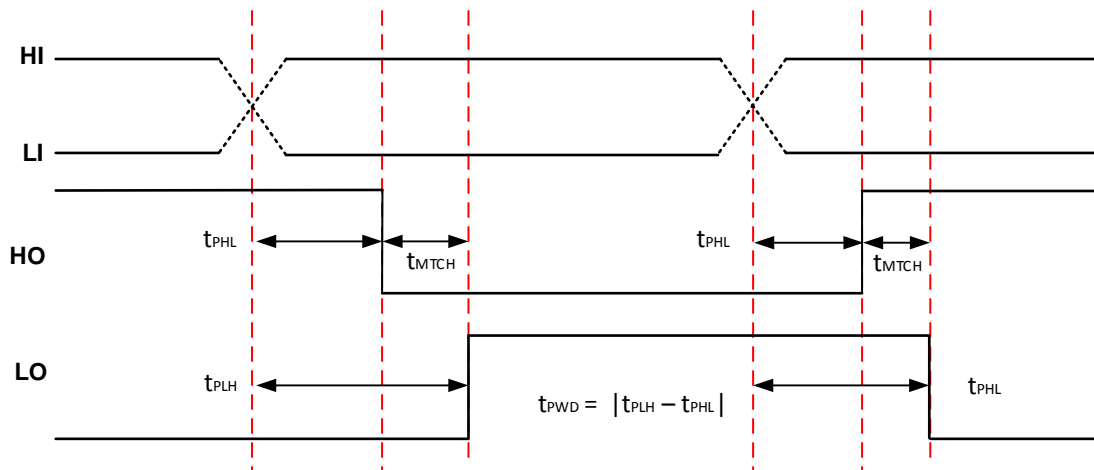 HI
LI
HO
tPHL
tMTCH
tPHL
tMTCH
LO
tPLH
tPWD = |tPLH – tPHL|
tPHL